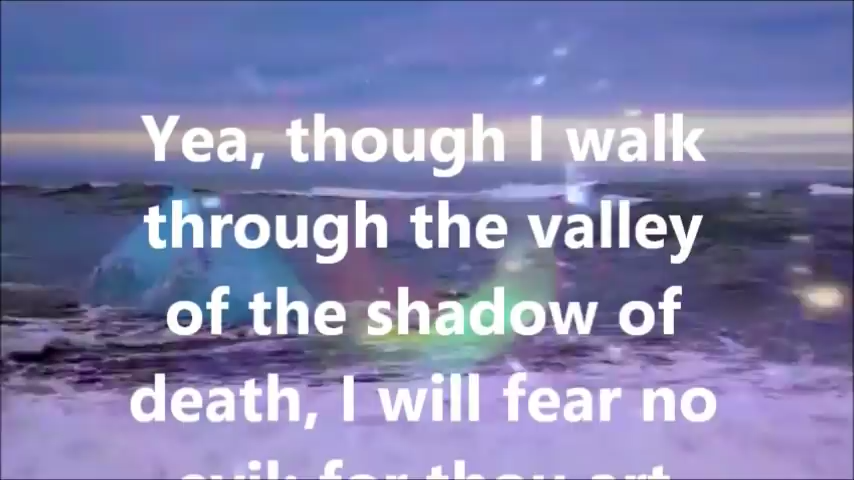 Yea, though I walk
through the valley
of the shadow of
death, I will fear no
evil: for thou art